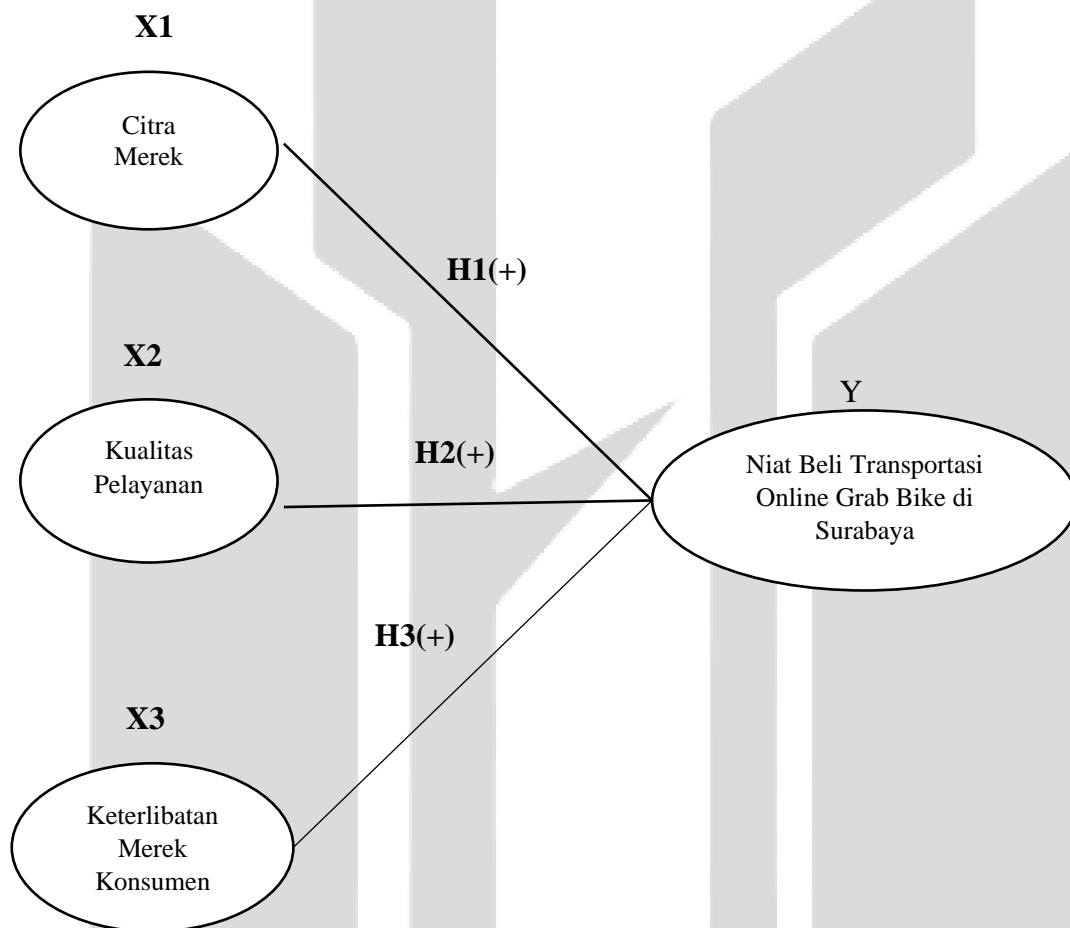 X1
Citra
Merek
H1(+)
X2
Kualitas
Pelayanan
H2(+)
Y
Niat Beli Transportasi
Online Grab Bike di
Surabaya
H3(+)
X3
Keterlibatan
Merek
Konsumen